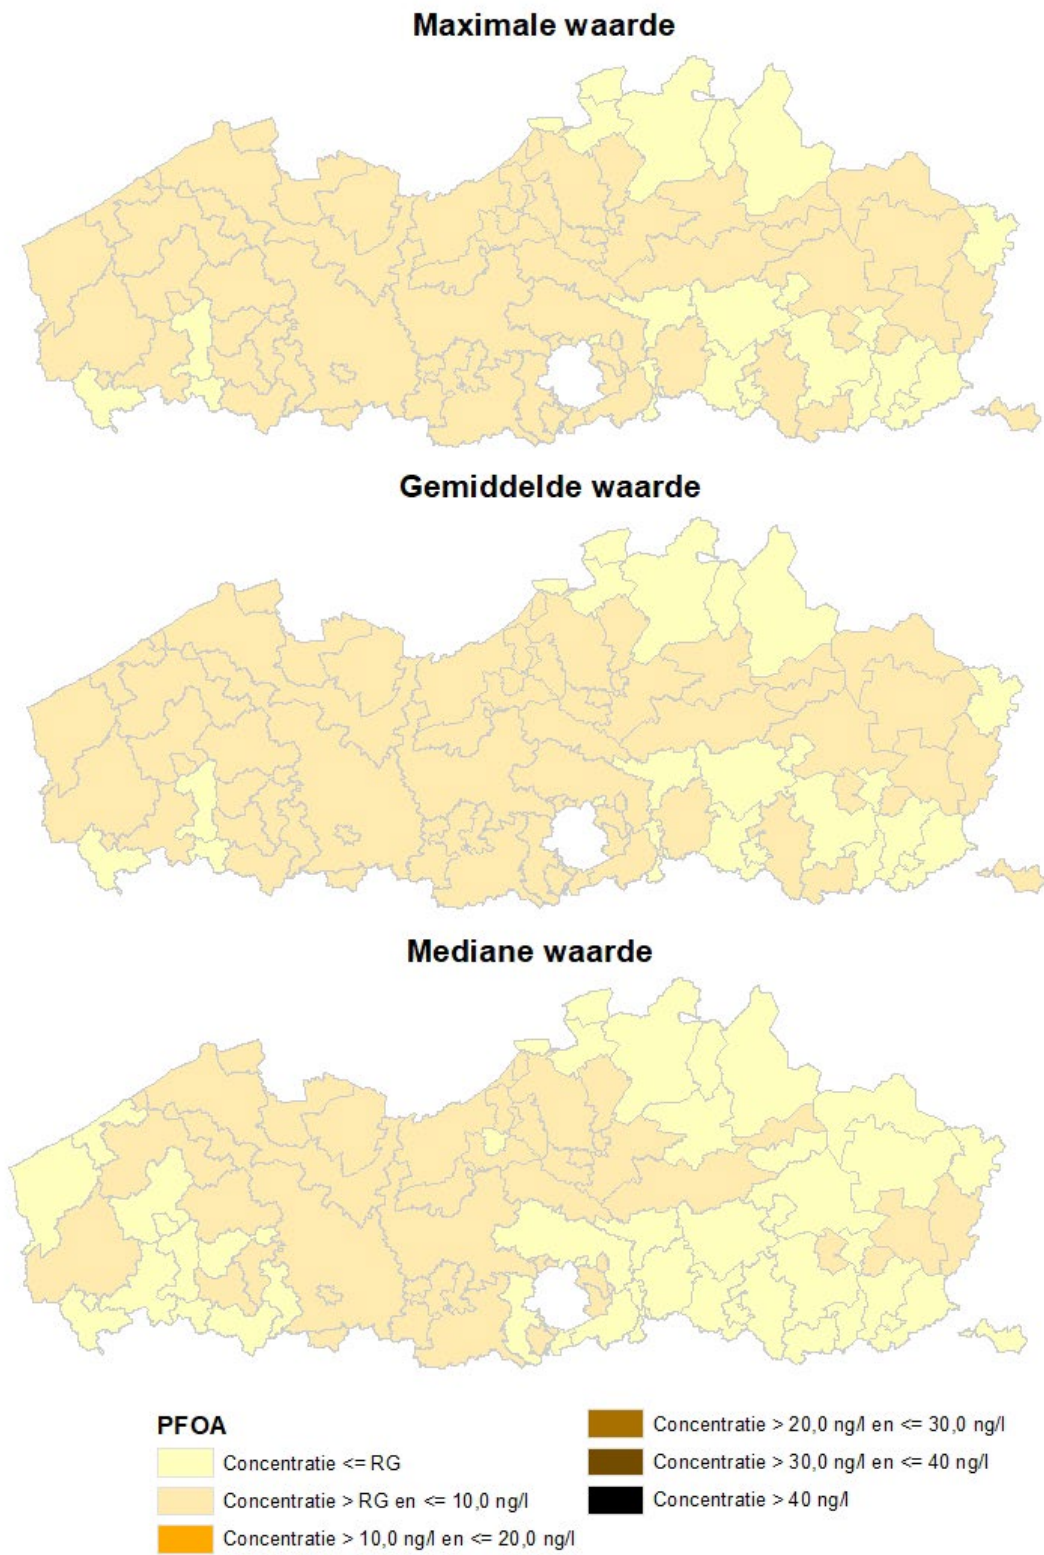 Maximale waarde
Gemiddelde waarde
Mediane waarde
PFOA
Concentratie <= RG
Concentratie > RG en <= 10,0 ng/l
Concentratie > 10,0 ng/l en <= 20,0 ng/l
Concentratie > 20,0 ng/l en <= 30,0 ng/l
Concentratie > 30,0 ng/l en <= 40 ng/l
Concentratie > 40 ng/l